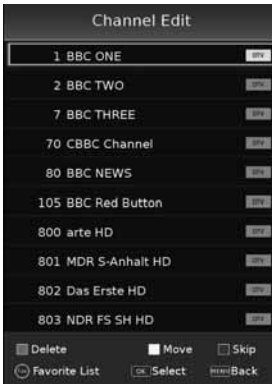 Channel Edit
1 BBC ONE DTV
2 BBC TWO DTV
7 BBC THREE DTV
70 CBBC Channel DTV
80 BBC NEWS DTV
105 BBC Red Button DTV
800 arte HD DTV
801 MDR S-Anhalt HD DTV
802 Das Erste HD DTV
803 NDR FS SH HD DTV
Delete Move Skip
Favorite List OK Select MENU Back